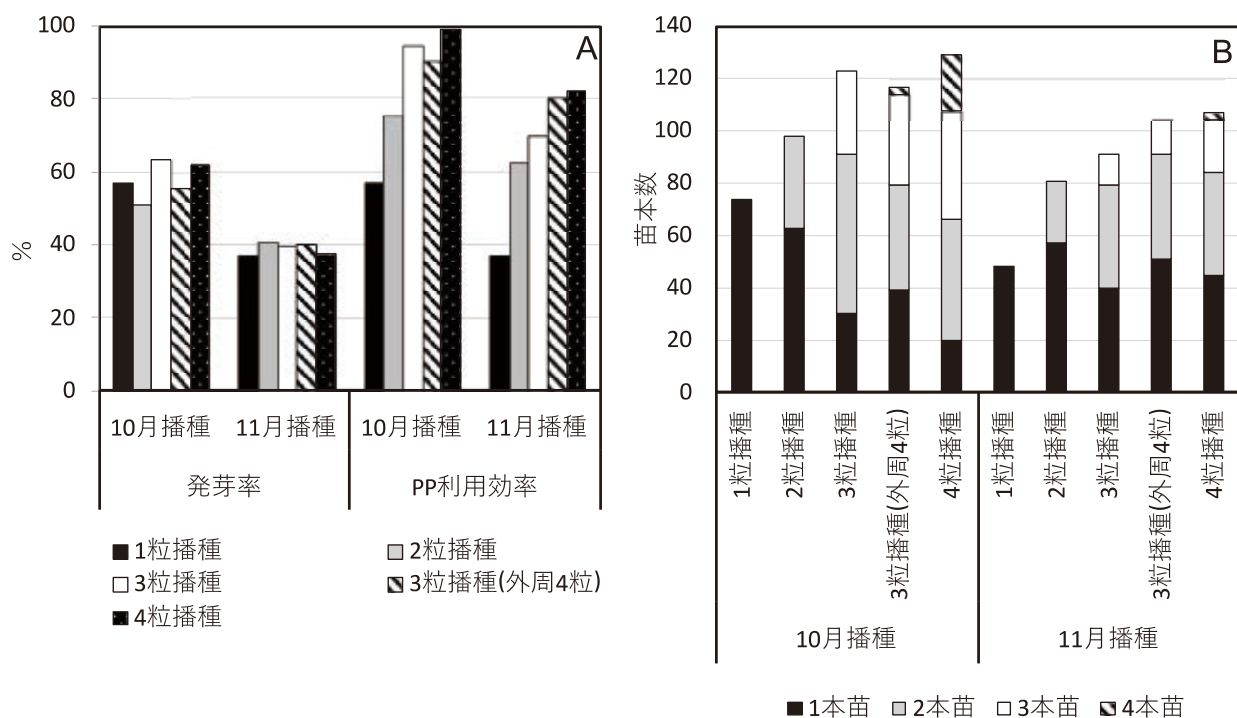 A
100
80
60
40
20
0
%
10月播種 11月播種 10月播種 11月播種
発芽率 PP利用効率
1粒播種 2粒播種
3粒播種 3粒播種(外周4粒)
4粒播種
B
140
120
100
80
60
40
20
0
苗本数
1粒播種
2粒播種
3粒播種
3粒播種(外周4粒)
4粒播種
1粒播種
2粒播種
3粒播種
3粒播種(外周4粒)
4粒播種
10月播種 11月播種
1本苗 2本苗 3本苗 4本苗